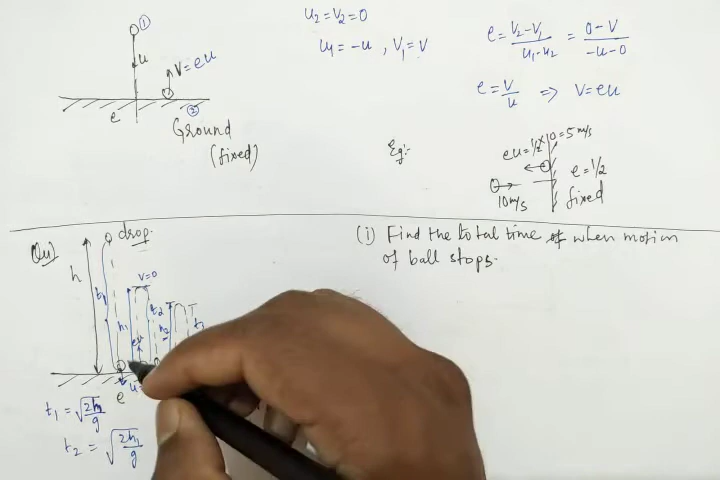 ①
u
V=eu
②
e
Ground
(fixed)
u₂=V₂=0
u₁=-u , V₁=V
e=(V₂-V₁)/(u₁-u₂) = (0-V)/(-u-0)
e=V/u ⇒ V=eu
Eg:-
eu=1/2×10=5m/s
e=1/2
fixed
10m/s
Qu)
drop.
h
t₁
V=0
h₁
t₂
h₂
eu
u
e
t₁=√(2h/g)
t₂=√(2h₁/g)
(i) Find the total time when motion
of ball stops.